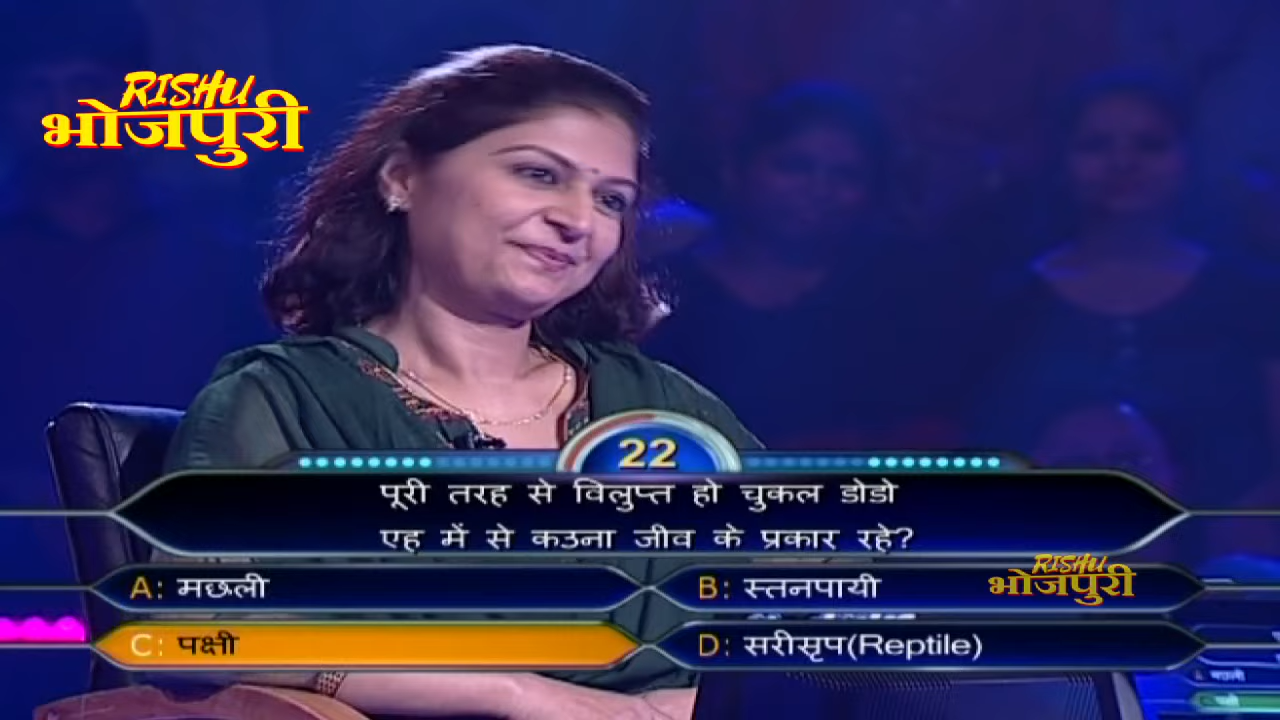 RISHU
भोजपुरी
22
पूरी तरह से विलुप्त हो चुकल डोडो
एह में से कउना जीव के प्रकार रहे?
A: मछली
B: स्तनपायी
RISHU
भोजपुरी
C: पक्षी
D: सरीसृप(Reptile)